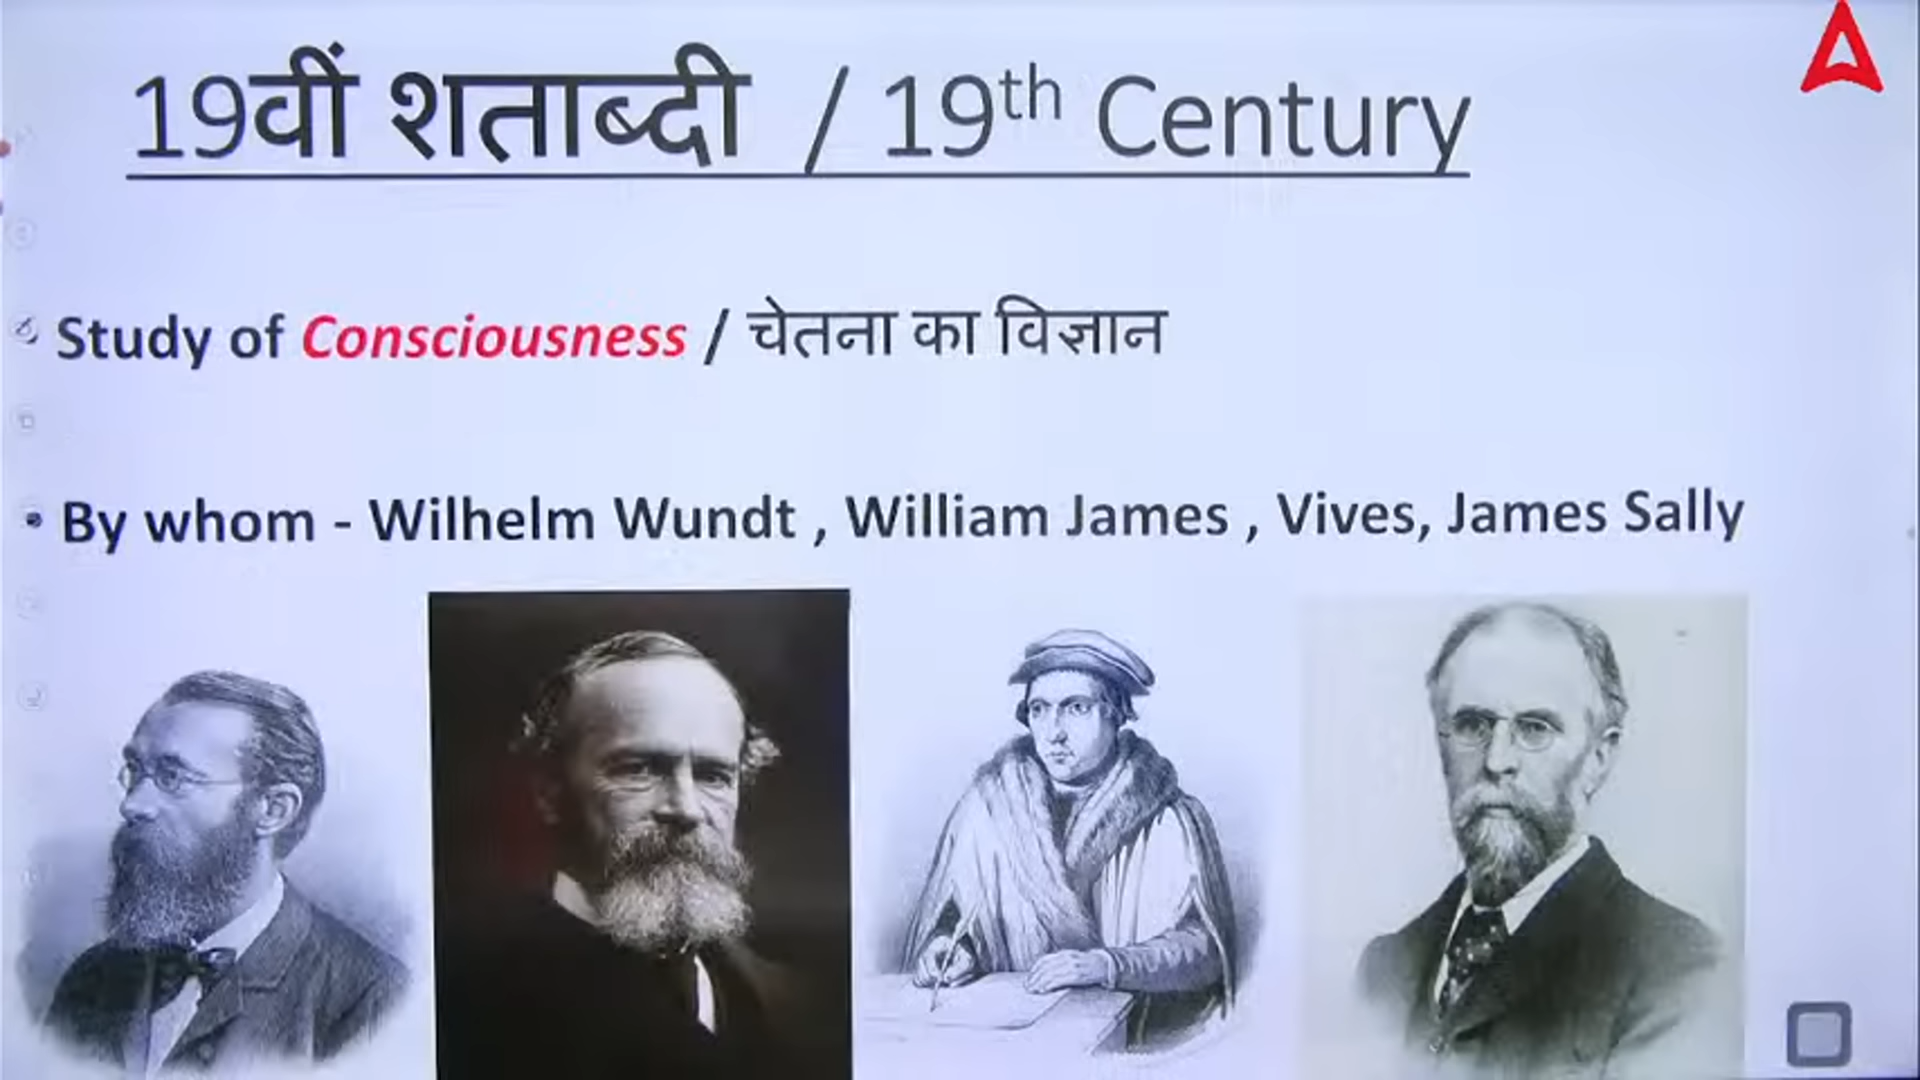 19वीं शताब्दी / 19th Century
Study of Consciousness / चेतना का विज्ञान
• By whom - Wilhelm Wundt , William James , Vives, James Sally